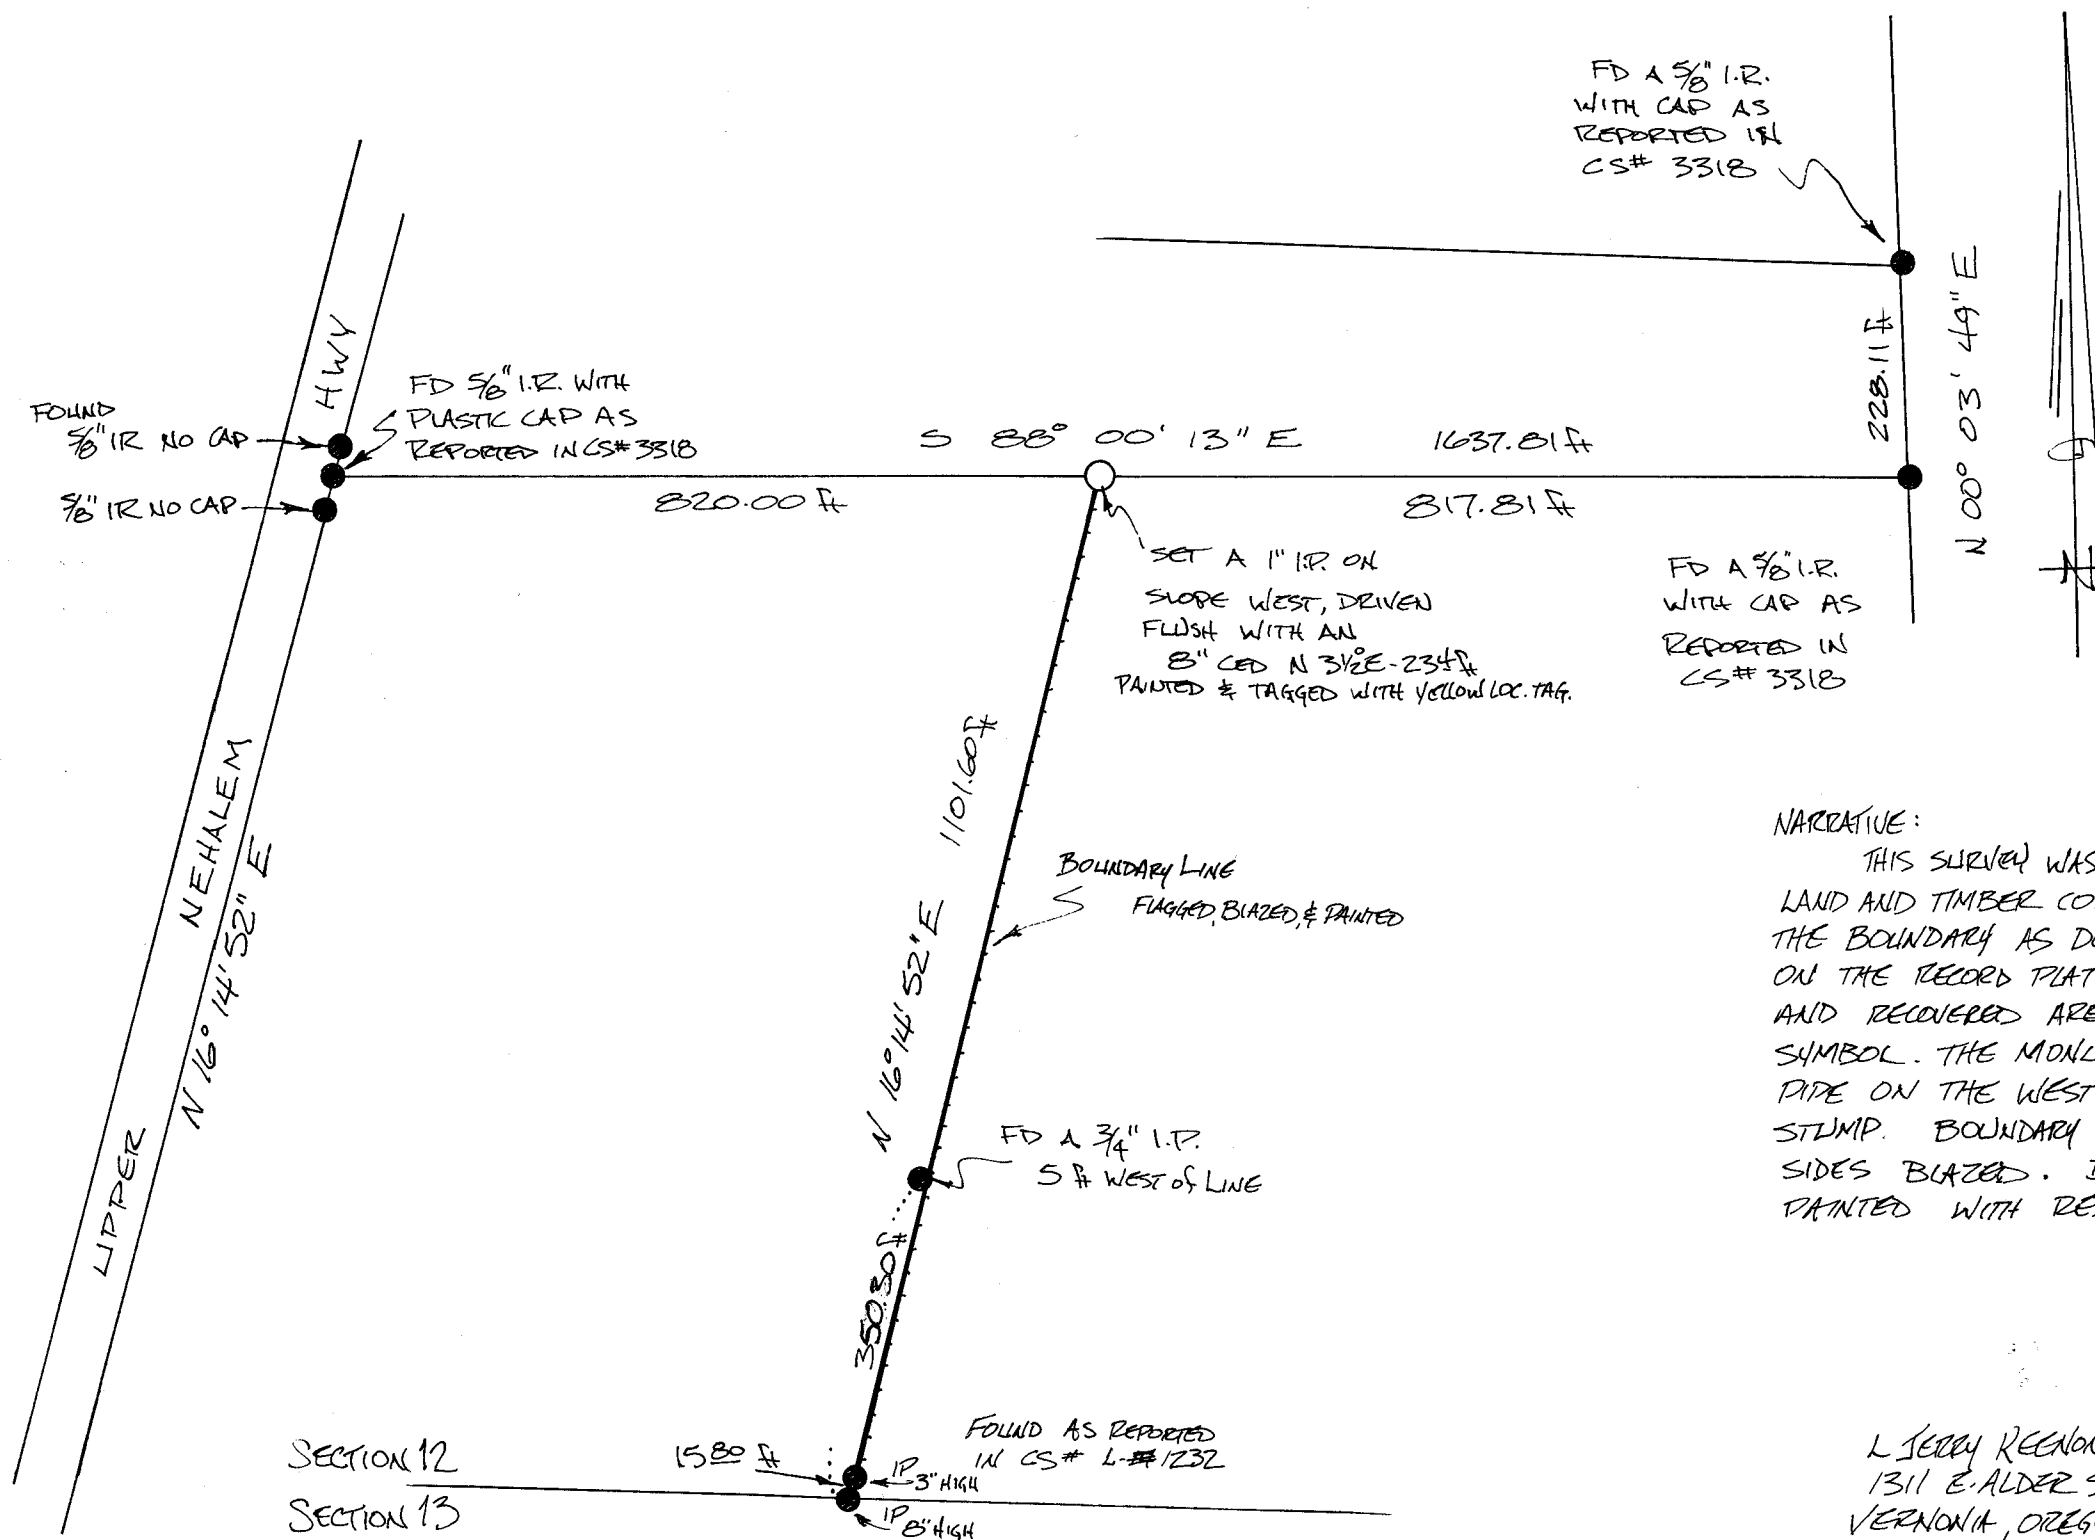 FD A 5/8" I.R.
WITH CAP AS
REPORTED IN
CS# 3318
HWY
FOUND
5/8" IR NO CAP
FD 5/8" I.R. WITH
PLASTIC CAP AS
REPORTED IN CS# 3318
5/8" IR NO CAP
S 88° 00' 13" E 1637.81 ft
820.00 ft
817.81 ft
228.11 ft
N 00° 03' 49" E
N
SET A 1" I.P. ON
SLOPE WEST, DRIVEN
FLUSH WITH AN
8" CED N 3½°E-234ft
PAINTED & TAGGED WITH YELLOW LOC. TAG.
FD A 5/8" I.R.
WITH CAP AS
REPORTED IN
CS# 3318
UPPER NEHALEM
N 16° 14' 52" E
N 16° 14' 52" E 1101.60 ft
BOUNDARY LINE
FLAGGED, BLAZED, & PAINTED
FD A 3/4" I.P.
5 ft WEST of LINE
350.30 ft
NARRATIVE:
THIS SURVEY WAS
LAND AND TIMBER CO
THE BOUNDARY AS DO
ON THE RECORD PLAT
AND RECOVERED ARE
SYMBOL. THE MONU
PIPE ON THE WEST
STUMP. BOUNDARY
SIDES BLAZED.
PAINTED WITH RE
SECTION 12
SECTION 13
15.80 ft
IP 3" HIGH
IP 8" HIGH
FOUND AS REPORTED
IN CS# L-1232
L JERRY KEENON
1311 E. ALDER S
VERNONIA, OREG